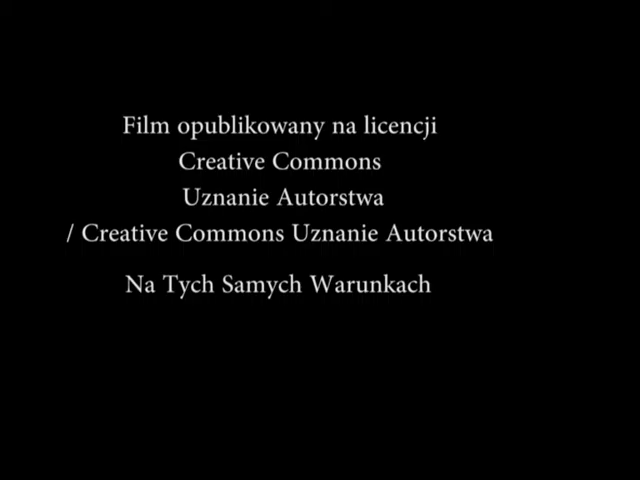 Film opublikowany na licencji
Creative Commons
Uznanie Autorstwa
/ Creative Commons Uznanie Autorstwa
Na Tych Samych Warunkach